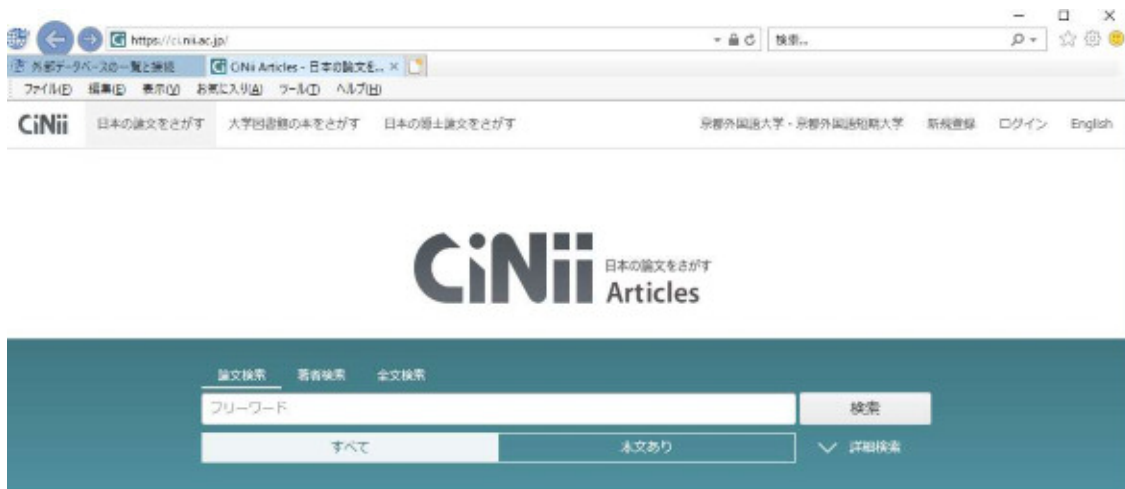 https://ci.nii.ac.jp/
検索...
外部データベースの一覧と接続
CiNii Articles - 日本の論文を...
ファイル(F) 編集(E) 表示(V) お気に入り(A) ツール(T) ヘルプ(H)
CiNii 日本の論文をさがす 大学図書館の本をさがす 日本の博士論文をさがす 京都外国語大学・京都外国語短期大学 新規登録 ログイン English
CiNii 日本の論文をさがす
Articles
論文検索 著者検索 全文検索
フリーワード 検索
すべて 本文あり 詳細検索